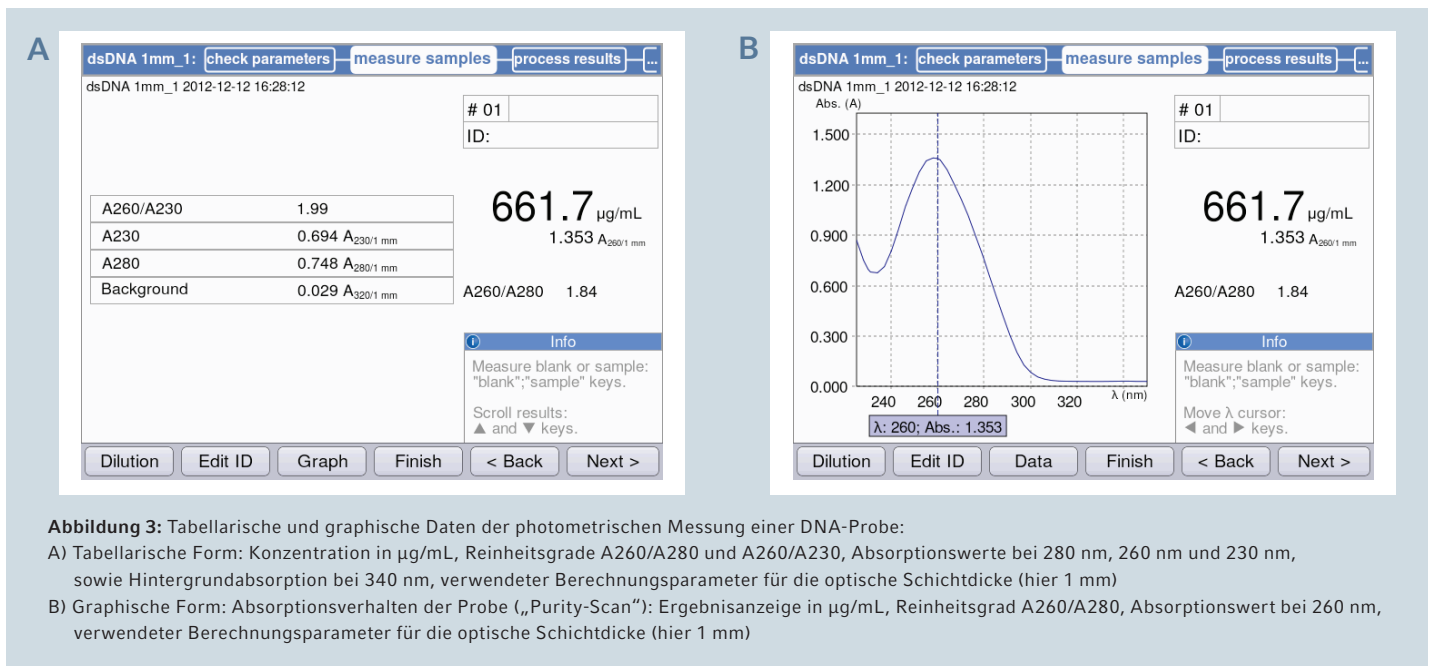 A
dsDNA 1mm_1: check parameters measure samples process results ...
dsDNA 1mm_1 2012-12-12 16:28:12
# 01
ID:
A260/A230 1.99
A230 0.694 A230/1 mm
A280 0.748 A280/1 mm
Background 0.029 A320/1 mm
661.7 µg/mL
1.353 A260/1 mm
A260/A280 1.84
Info
Measure blank or sample:
"blank";"sample" keys.
Scroll results:
▲ and ▼ keys.
Dilution Edit ID Graph Finish < Back Next >
B
dsDNA 1mm_1: check parameters measure samples process results ...
dsDNA 1mm_1 2012-12-12 16:28:12
Abs. (A)
1.500
1.200
0.900
0.600
0.300
0.000
240 260 280 300 320 λ (nm)
λ: 260; Abs.: 1.353
# 01
ID:
661.7 µg/mL
1.353 A260/1 mm
A260/A280 1.84
Info
Measure blank or sample:
"blank";"sample" keys.
Move λ cursor:
◀ and ▶ keys.
Dilution Edit ID Data Finish < Back Next >
Abbildung 3: Tabellarische und graphische Daten der photometrischen Messung einer DNA-Probe:
A) Tabellarische Form: Konzentration in µg/mL, Reinheitsgrade A260/A280 und A260/A230, Absorptionswerte bei 280 nm, 260 nm und 230 nm,
sowie Hintergrundabsorption bei 340 nm, verwendeter Berechnungsparameter für die optische Schichtdicke (hier 1 mm)
B) Graphische Form: Absorptionsverhalten der Probe („Purity-Scan“): Ergebnisanzeige in µg/mL, Reinheitsgrad A260/A280, Absorptionswert bei 260 nm,
verwendeter Berechnungsparameter für die optische Schichtdicke (hier 1 mm)